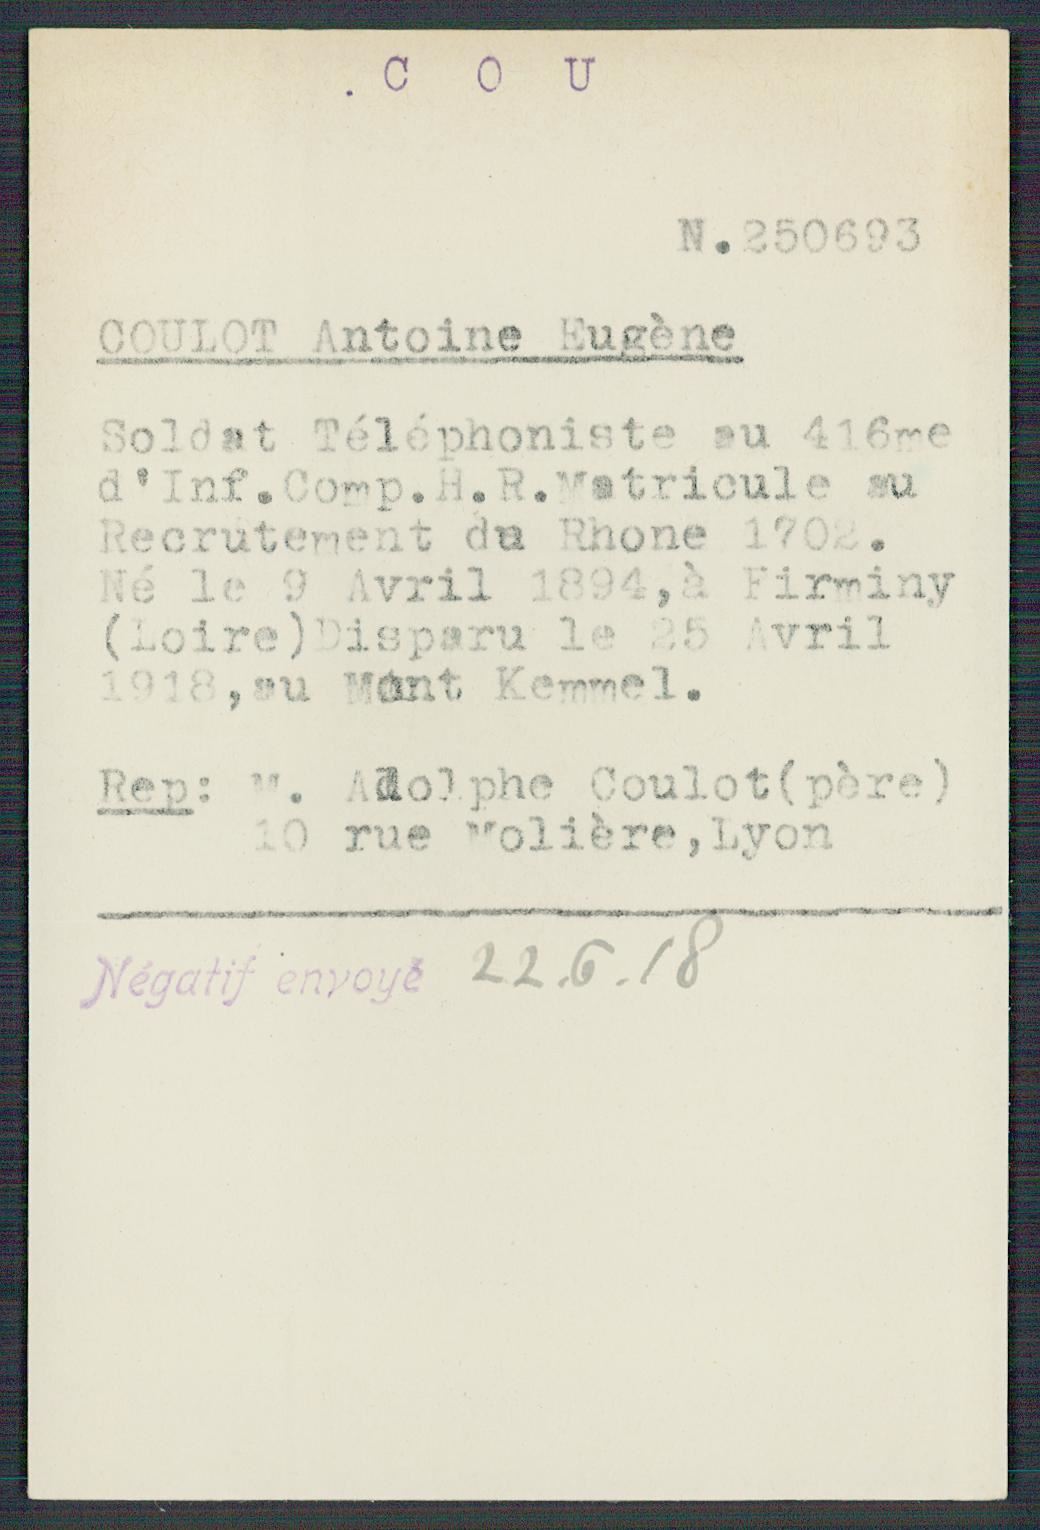 . C O U
N.250693
COULOT Antoine Eugène
Soldat Téléphoniste au 416me
d'Inf.Comp.H.R.Matricule au
Recrutement du Rhone 1702.
Né le 9 Avril 1894,à Firminy
(Loire)Disparu le 25 Avril
1918,au Mont Kemmel.
Rep: M. Adolphe Coulot(père)
10 rue Molière,Lyon
Négatif envoyé 22.6.18